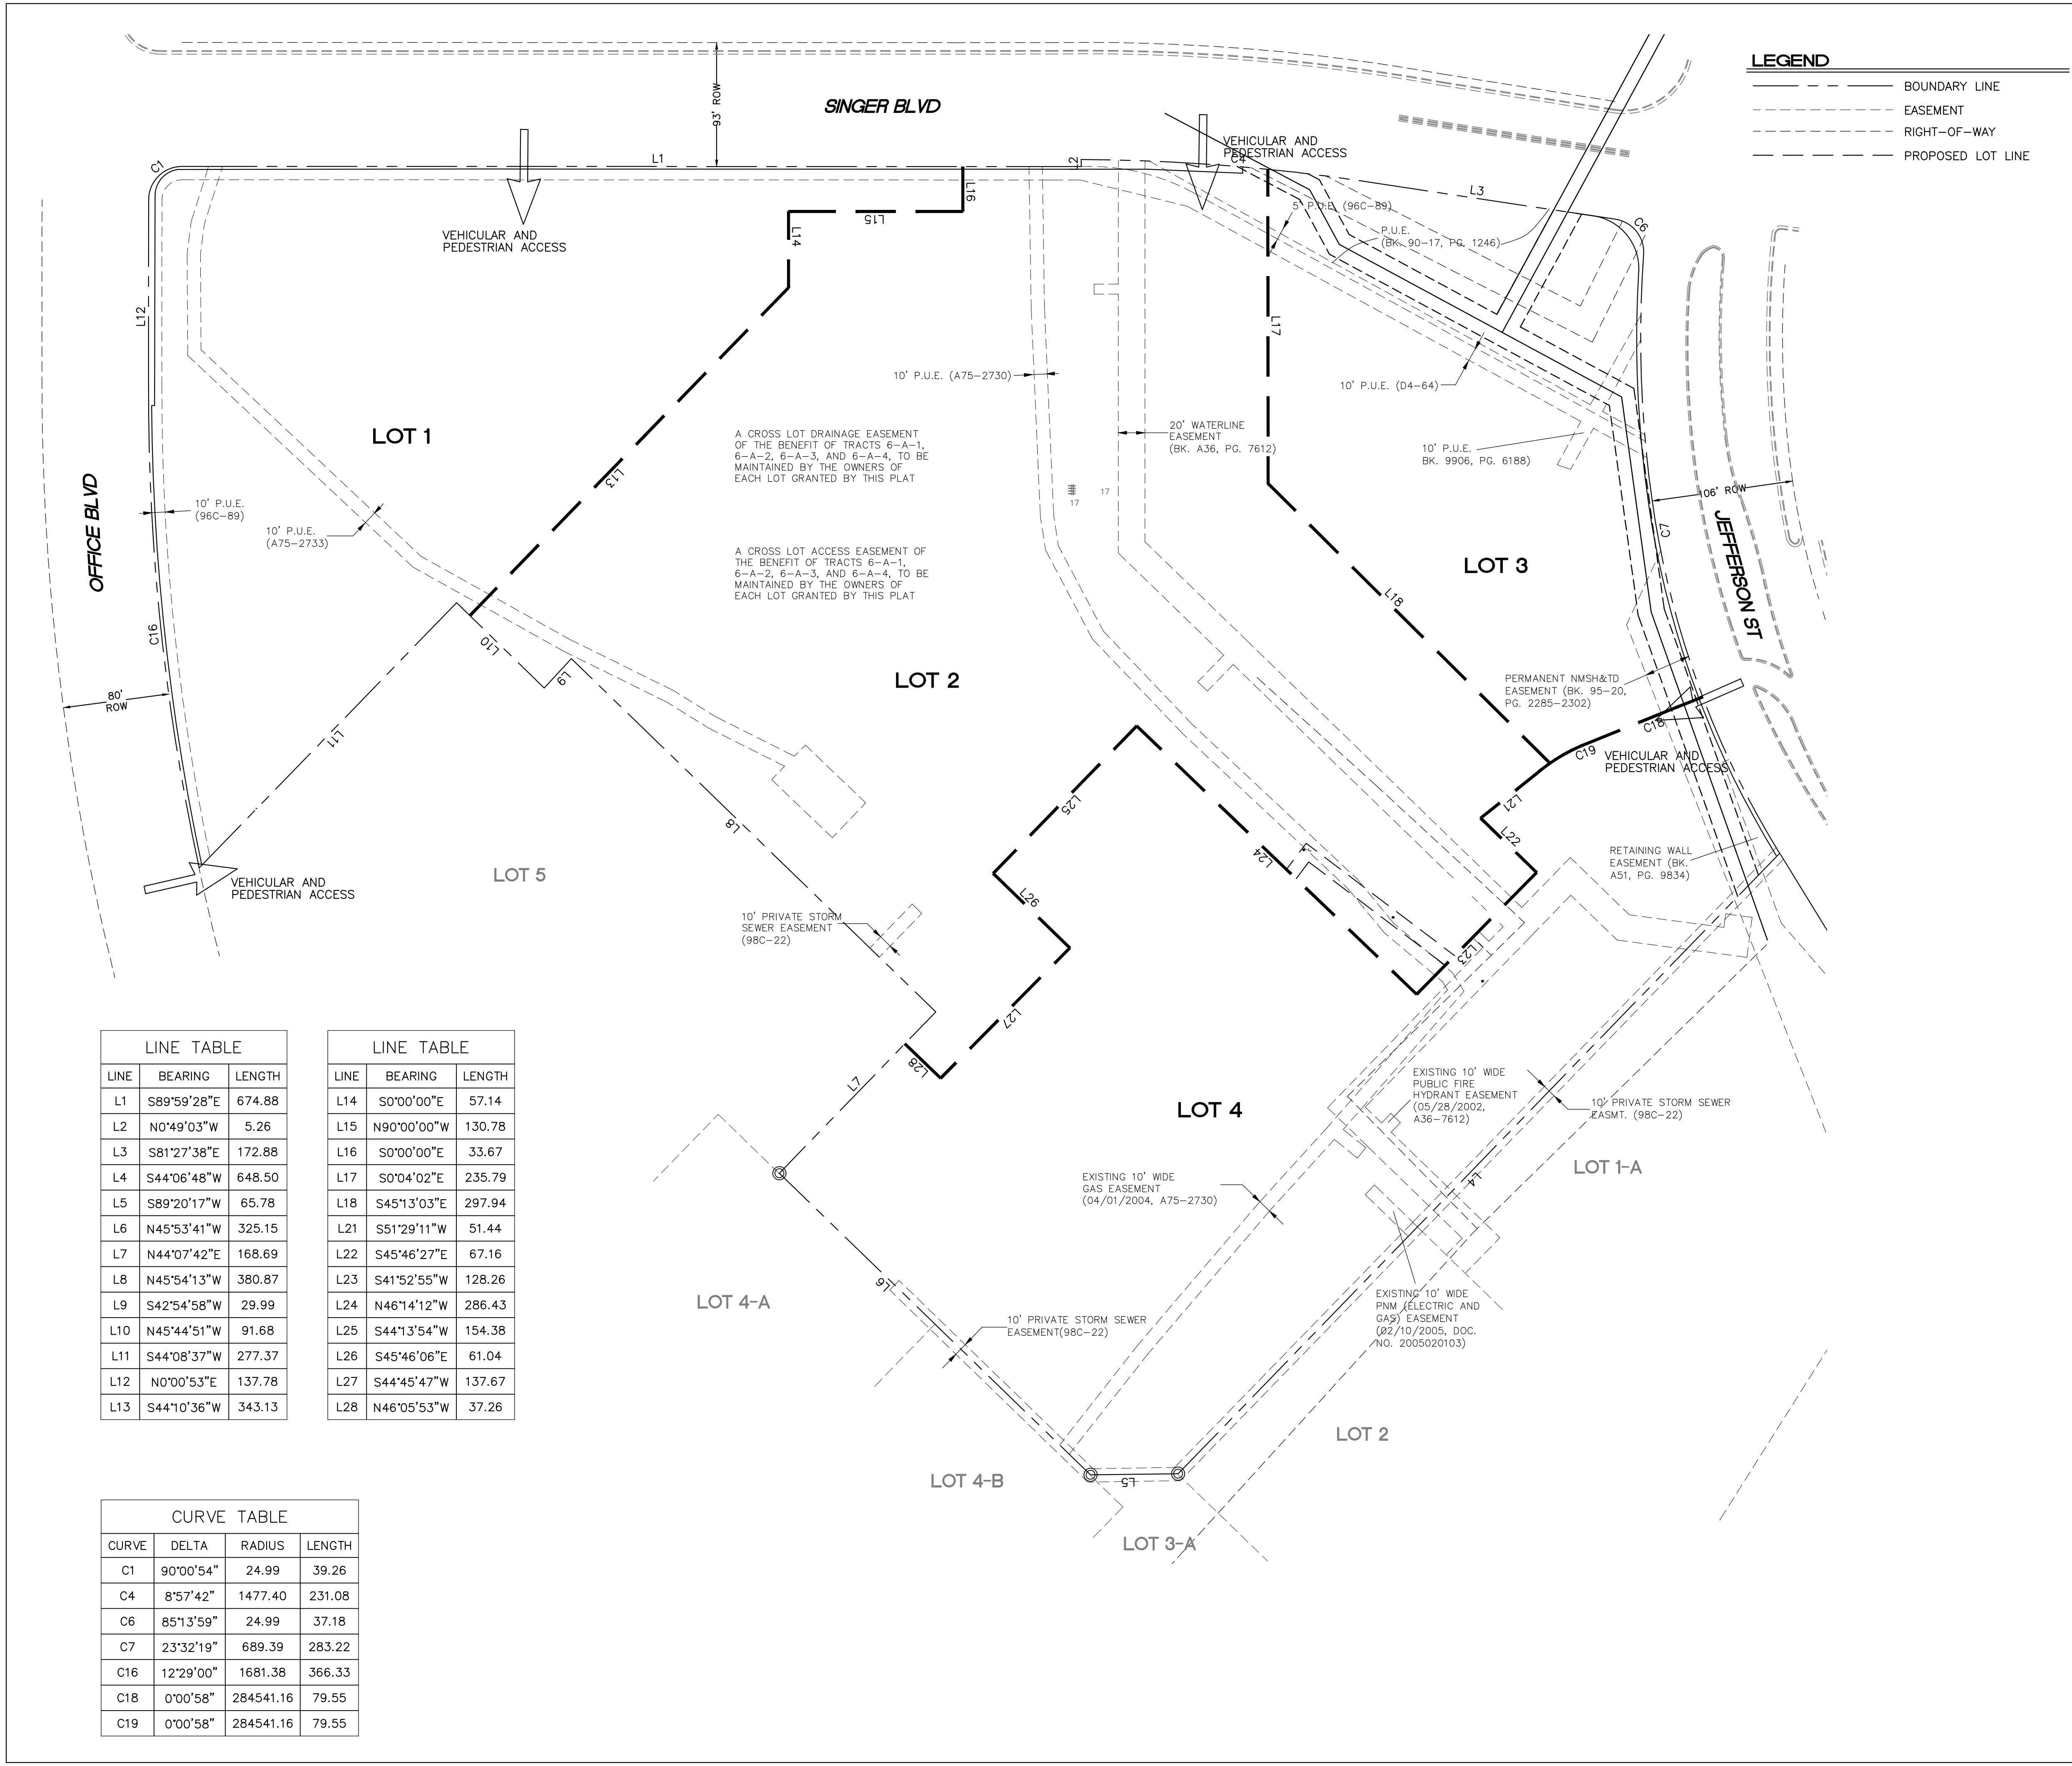 LEGEND
BOUNDARY LINE
EASEMENT
RIGHT-OF-WAY
PROPOSED LOT LINE
93' ROW
SINGER BLVD
VEHICULAR AND
PEDESTRIAN ACCESS
C1
L1
L2
C4
L3
C6
L16
L15
L14
5' P.U.E. (96C-89)
P.U.E.
(BK. 90-17, PG. 1246)
VEHICULAR AND
PEDESTRIAN ACCESS
L12
L17
10' P.U.E. (A75-2730)
10' P.U.E. (D4-64)
LOT 1
A CROSS LOT DRAINAGE EASEMENT
OF THE BENEFIT OF TRACTS 6-A-1,
6-A-2, 6-A-3, AND 6-A-4, TO BE
MAINTAINED BY THE OWNERS OF
EACH LOT GRANTED BY THIS PLAT
20' WATERLINE
EASEMENT
(BK. A36, PG. 7612)
10' P.U.E.
BK. 9906, PG. 6188)
L13
17
17
106' ROW
OFFICE BLVD
10' P.U.E.
(96C-89)
10' P.U.E.
(A75-2733)
C7
JEFFERSON ST
A CROSS LOT ACCESS EASEMENT OF
THE BENEFIT OF TRACTS 6-A-1,
6-A-2, 6-A-3, AND 6-A-4, TO BE
MAINTAINED BY THE OWNERS OF
EACH LOT GRANTED BY THIS PLAT
LOT 3
L18
C16
L10
L9
LOT 2
PERMANENT NMSH&TD
EASEMENT (BK. 95-20,
PG. 2285-2302)
80'
ROW
L11
C18
C19
VEHICULAR AND
PEDESTRIAN ACCESS
L25
L21
L8
L22
L24
RETAINING WALL
EASEMENT (BK.
A51, PG. 9834)
LOT 5
VEHICULAR AND
PEDESTRIAN ACCESS
L26
10' PRIVATE STORM
SEWER EASEMENT
(98C-22)
L23
L27
L28
L7
EXISTING 10' WIDE
PUBLIC FIRE
HYDRANT EASEMENT
(05/28/2002,
A36-7612)
10' PRIVATE STORM SEWER
EASMT. (98C-22)
LOT 4
LOT 1-A
L4
EXISTING 10' WIDE
GAS EASEMENT
(04/01/2004, A75-2730)
L6
LOT 4-A
10' PRIVATE STORM SEWER
EASEMENT(98C-22)
EXISTING 10' WIDE
PNM (ELECTRIC AND
GAS) EASEMENT
(02/10/2005, DOC.
NO. 2005020103)
LOT 2
LOT 4-B
L5
LOT 3-A
LINE TABLE
LINE BEARING LENGTH
L1 S89°59'28"E 674.88
L2 N0°49'03"W 5.26
L3 S81°27'38"E 172.88
L4 S44°06'48"W 648.50
L5 S89°20'17"W 65.78
L6 N45°53'41"W 325.15
L7 N44°07'42"E 168.69
L8 N45°54'13"W 380.87
L9 S42°54'58"W 29.99
L10 N45°44'51"W 91.68
L11 S44°08'37"W 277.37
L12 N0°00'53"E 137.78
L13 S44°10'36"W 343.13
LINE TABLE
LINE BEARING LENGTH
L14 S0°00'00"E 57.14
L15 N90°00'00"W 130.78
L16 S0°00'00"E 33.67
L17 S0°04'02"E 235.79
L18 S45°13'03"E 297.94
L21 S51°29'11"W 51.44
L22 S45°46'27"E 67.16
L23 S41°52'55"W 128.26
L24 N46°14'12"W 286.43
L25 S44°13'54"W 154.38
L26 S45°46'06"E 61.04
L27 S44°45'47"W 137.67
L28 N46°05'53"W 37.26
CURVE TABLE
CURVE DELTA RADIUS LENGTH
C1 90°00'54" 24.99 39.26
C4 8°57'42" 1477.40 231.08
C6 85°13'59" 24.99 37.18
C7 23°32'19" 689.39 283.22
C16 12°29'00" 1681.38 366.33
C18 0°00'58" 284541.16 79.55
C19 0°00'58" 284541.16 79.55